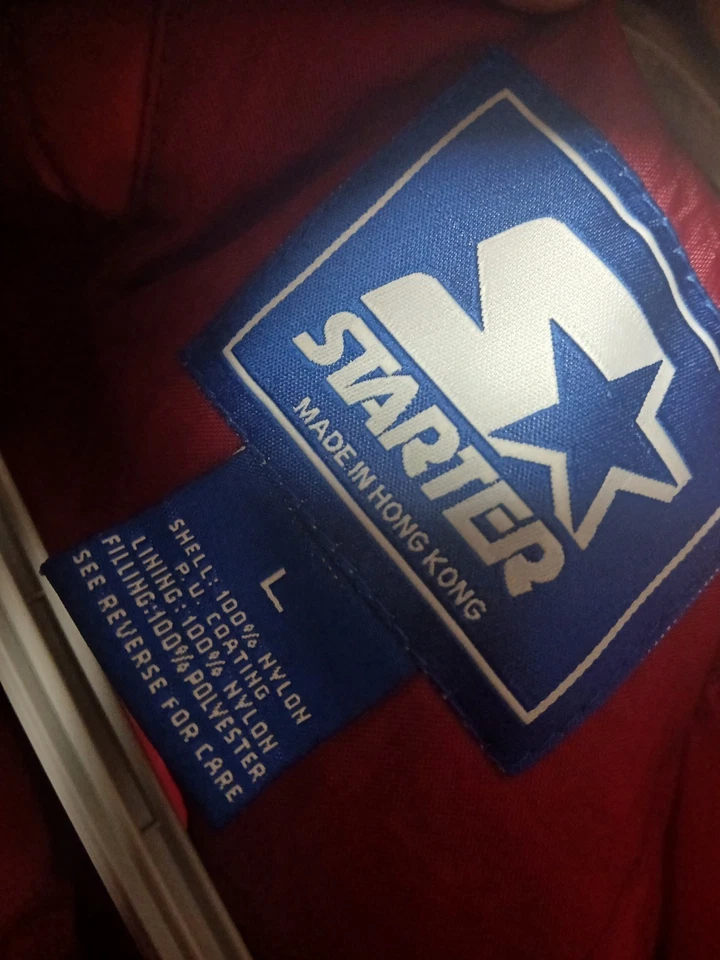 STARTER
MADE IN HONG KONG
L
SHELL: 100% NYLON
P.U. COATING
LINING: 100% NYLON
FILLING:100% POLYESTER
SEE REVERSE FOR CARE